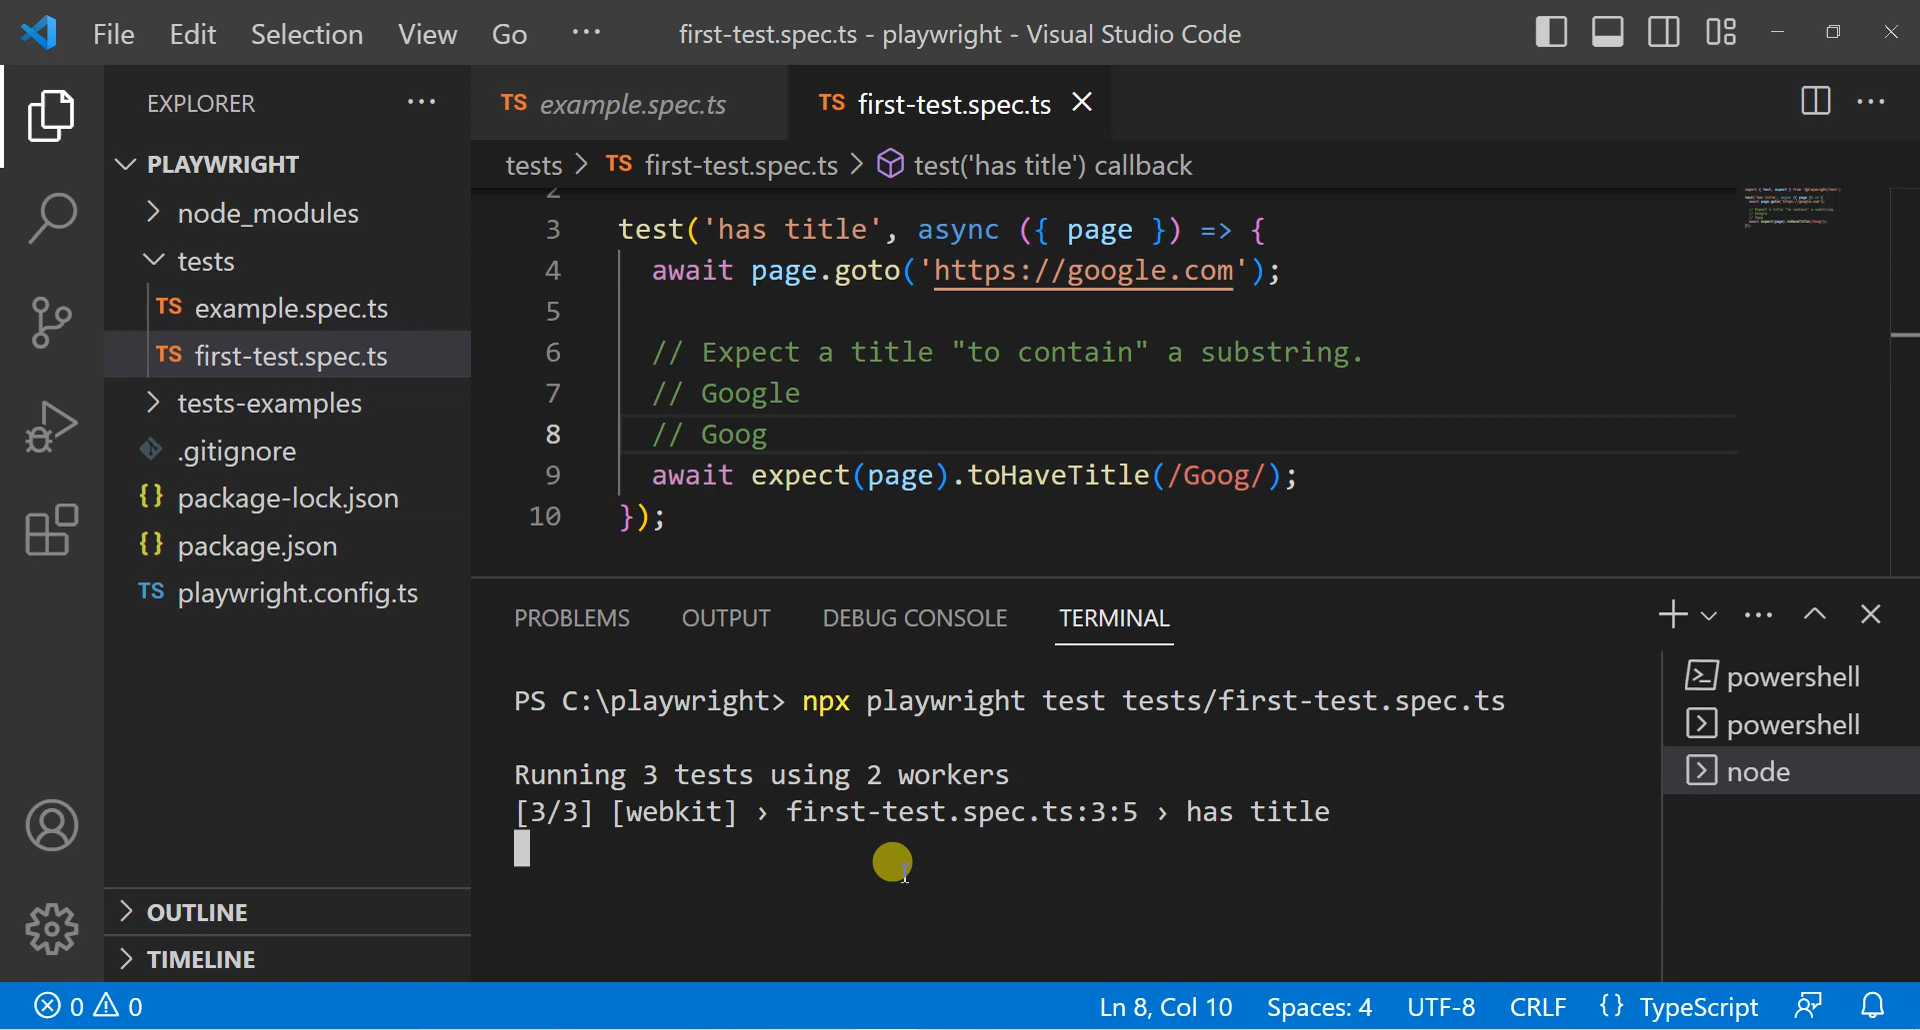 File Edit Selection View Go ··· first-test.spec.ts - playwright - Visual Studio Code
EXPLORER ···
PLAYWRIGHT
node_modules
tests
TS example.spec.ts
TS first-test.spec.ts
tests-examples
.gitignore
{} package-lock.json
{} package.json
TS playwright.config.ts
OUTLINE
TIMELINE
TS example.spec.ts TS first-test.spec.ts
tests > TS first-test.spec.ts > test('has title') callback
2
3 test('has title', async ({ page }) => {
4 await page.goto('https://google.com');
5
6 // Expect a title "to contain" a substring.
7 // Google
8 // Goog
9 await expect(page).toHaveTitle(/Goog/);
10 });
PROBLEMS OUTPUT DEBUG CONSOLE TERMINAL
PS C:\playwright> npx playwright test tests/first-test.spec.ts
Running 3 tests using 2 workers
[3/3] [webkit] › first-test.spec.ts:3:5 › has title
powershell
powershell
node
0 0 Ln 8, Col 10 Spaces: 4 UTF-8 CRLF {} TypeScript